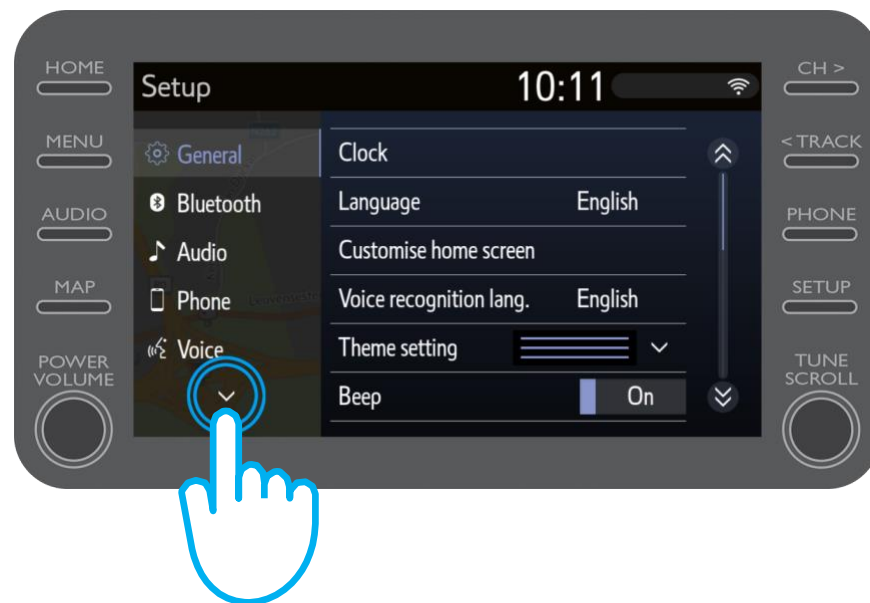 HOME
MENU
AUDIO
MAP
POWER
VOLUME
Setup 10:11
General
Bluetooth
Audio
Phone
Voice
Clock
Language English
Customise home screen
Voice recognition lang. English
Theme setting
Beep On
CH >
< TRACK
PHONE
SETUP
TUNE
SCROLL